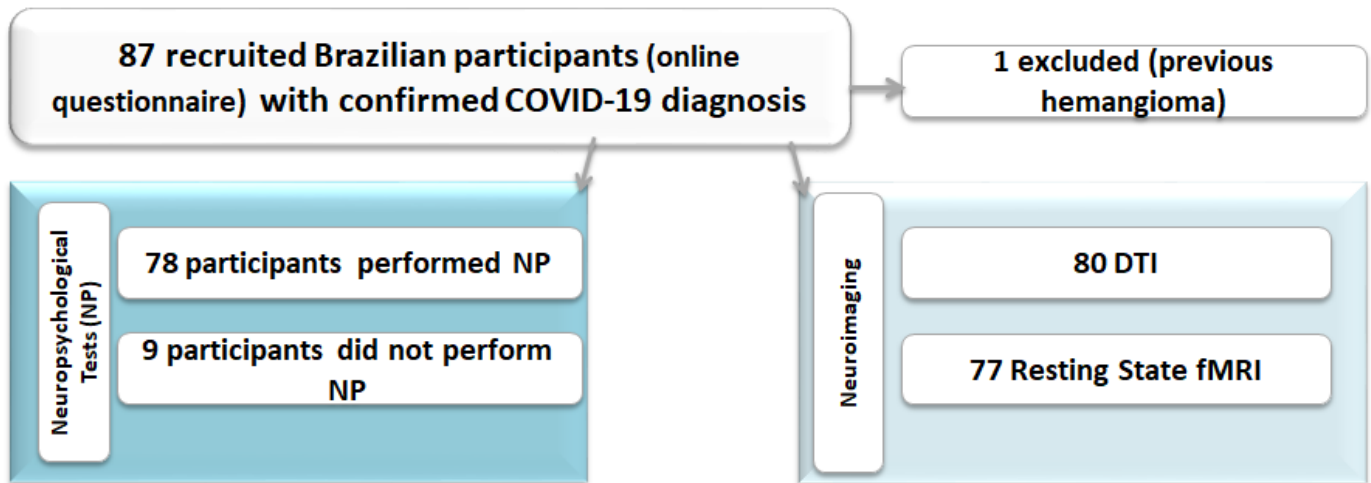 87 recruited Brazilian participants (online
questionnaire) with confirmed COVID-19 diagnosis
1 excluded (previous
hemangioma)
Neuropsychological
Tests (NP)
78 participants performed NP
9 participants did not perform
NP
Neuroimaging
80 DTI
77 Resting State fMRI